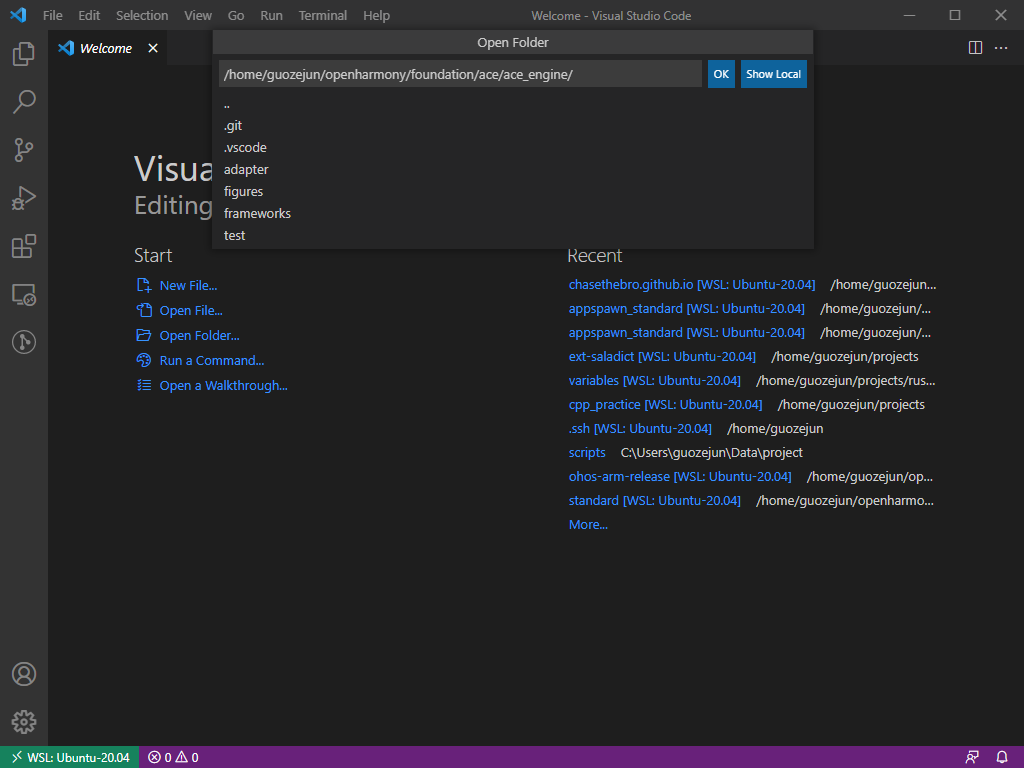 File Edit Selection View Go Run Terminal Help Welcome - Visual Studio Code
Welcome
Open Folder
/home/guozejun/openharmony/foundation/ace/ace_engine/ OK Show Local
..
.git
.vscode
adapter
figures
frameworks
test
Visua
Editing
Start
New File...
Open File...
Open Folder...
Run a Command...
Open a Walkthrough...
Recent
chasethebro.github.io [WSL: Ubuntu-20.04] /home/guozejun...
appspawn_standard [WSL: Ubuntu-20.04] /home/guozejun/...
appspawn_standard [WSL: Ubuntu-20.04] /home/guozejun/...
ext-saladict [WSL: Ubuntu-20.04] /home/guozejun/projects
variables [WSL: Ubuntu-20.04] /home/guozejun/projects/rus...
cpp_practice [WSL: Ubuntu-20.04] /home/guozejun/projects
.ssh [WSL: Ubuntu-20.04] /home/guozejun
scripts C:\Users\guozejun\Data\project
ohos-arm-release [WSL: Ubuntu-20.04] /home/guozejun/op...
standard [WSL: Ubuntu-20.04] /home/guozejun/openharmo...
More...
WSL: Ubuntu-20.04 0 0